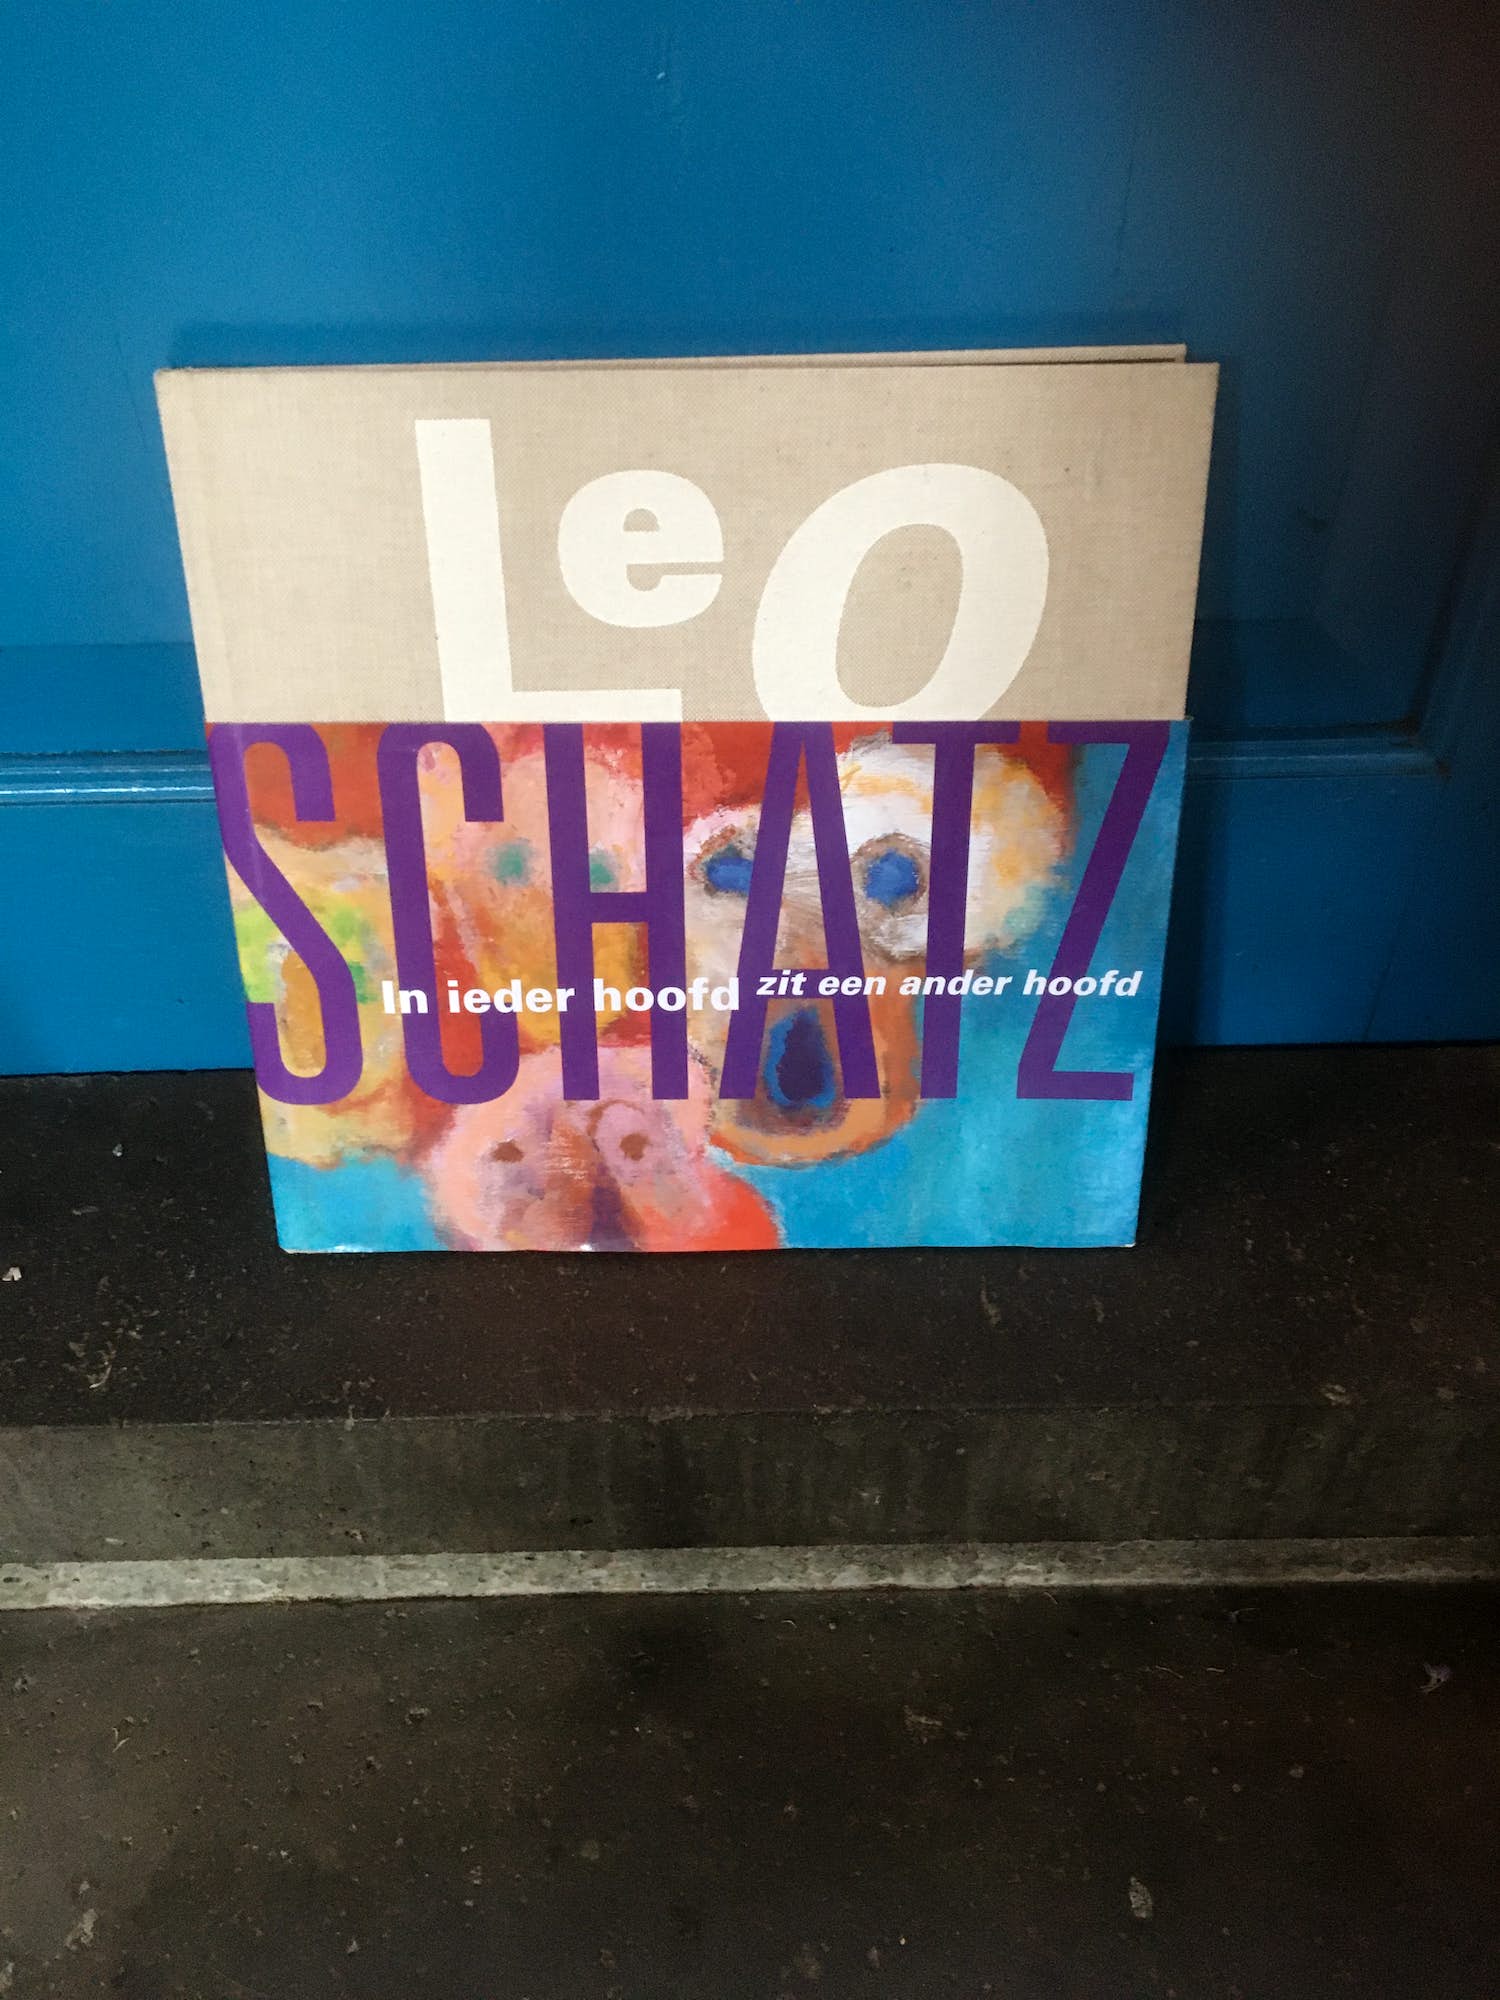 Leo
SCHATZ
In ieder hoofd zit een ander hoofd